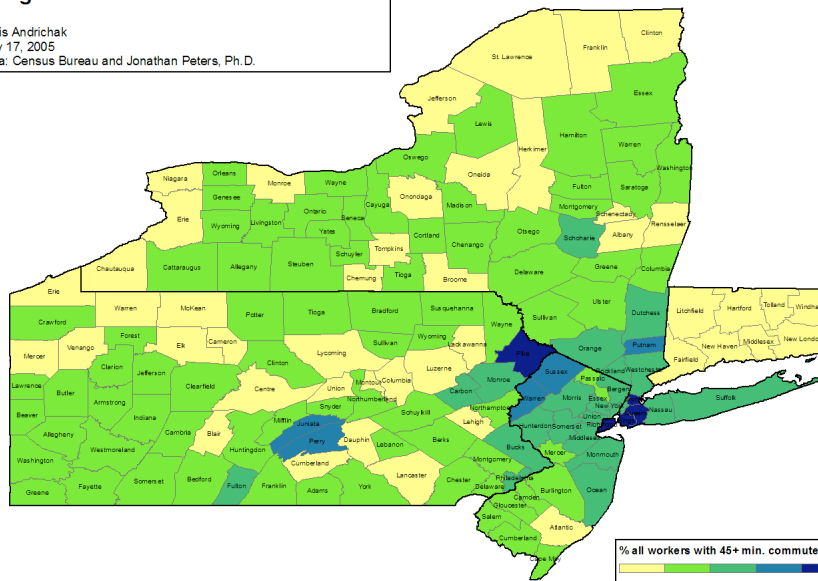 is Andrichak
17, 2005
a: Census Bureau and Jonathan Peters, Ph.D.
Clinton
Franklin
St. Lawrence
Essex
Jefferson
Lewis
Hamilton
Herkimer
Warren
Washington
Oswego
Oneida
Fulton
Saratoga
Niagara
Orleans
Monroe
Wayne
Onondaga
Madison
Montgomery
Schenectady
Rensselaer
Erie
Genesee
Wyoming
Livingston
Ontario
Yates
Seneca
Cayuga
Cortland
Chenango
Otsego
Schoharie
Albany
Chautauqua
Cattaraugus
Allegany
Steuben
Schuyler
Tompkins
Chemung
Tioga
Broome
Delaware
Greene
Columbia
Ulster
Sullivan
Dutchess
Orange
Putnam
Rockland
Westchester
Litchfield
Hartford
Tolland
Windha
New Haven
Middlesex
New Londo
Fairfield
Suffolk
Nassau
Erie
Crawford
Warren
McKean
Potter
Tioga
Bradford
Susquehanna
Wayne
Mercer
Venango
Forest
Elk
Cameron
Clinton
Lycoming
Sullivan
Wyoming
Lackawanna
Pike
Lawrence
Butler
Clarion
Jefferson
Clearfield
Centre
Union
Montour
Columbia
Luzerne
Monroe
Carbon
Northumberland
Snyder
Schuylkill
Northampton
Lehigh
Beaver
Armstrong
Indiana
Cambria
Blair
Huntingdon
Mifflin
Juniata
Perry
Dauphin
Lebanon
Berks
Bucks
Allegheny
Westmoreland
Cumberland
Montgomery
Washington
Greene
Fayette
Somerset
Bedford
Fulton
Franklin
Adams
York
Lancaster
Chester
Delaware
Philadelphia
Sussex
Passaic
Bergen
Warren
Morris
Essex
New York
Union
Hunterdon
Somerset
Middlesex
Mercer
Monmouth
Ocean
Burlington
Camden
Gloucester
Salem
Cumberland
Atlantic
Cape May
% all workers with 45+ min. commute